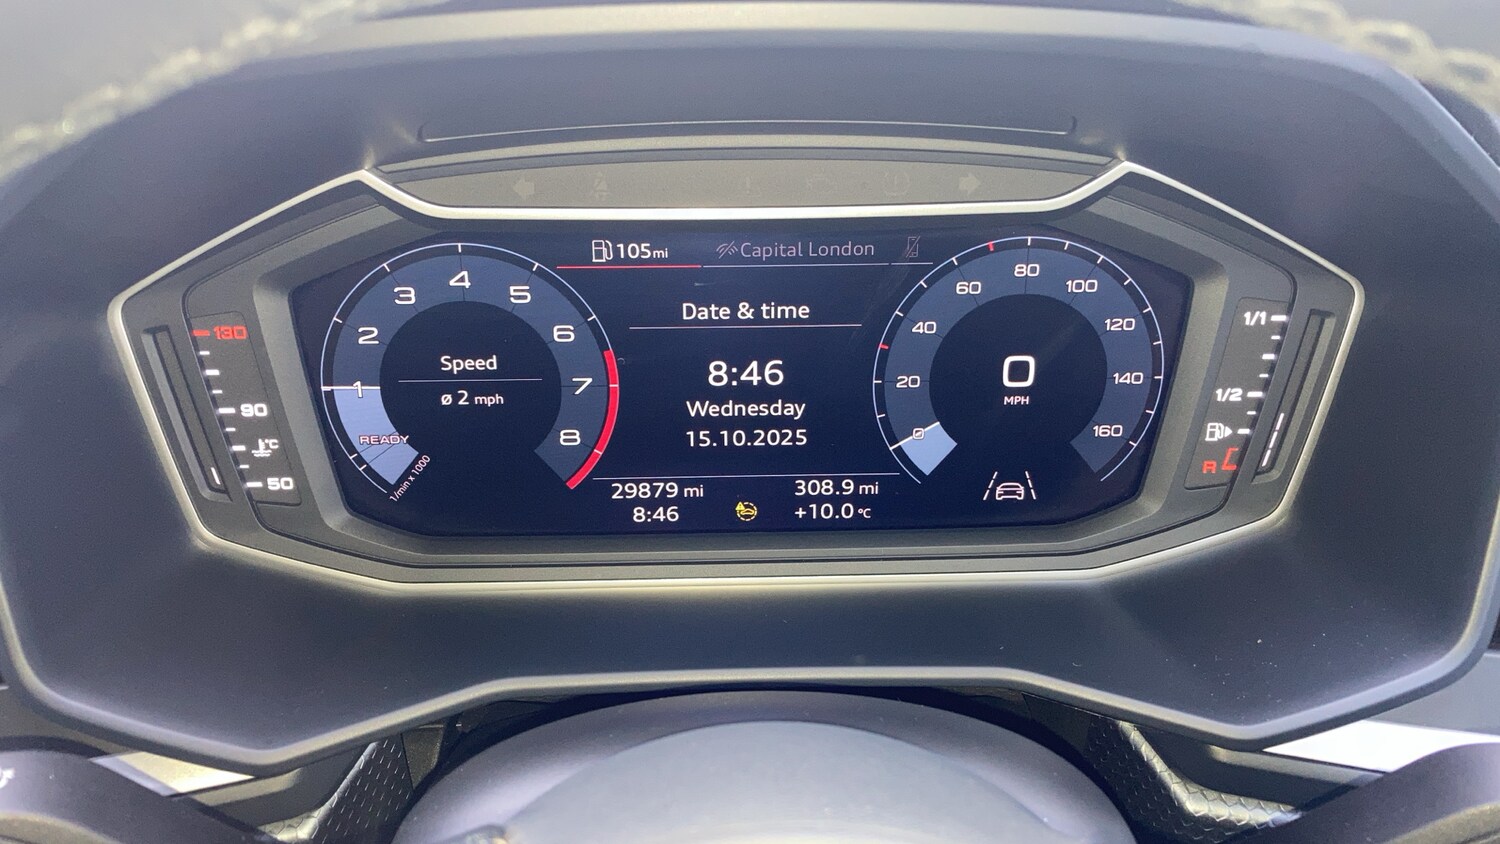 105mi
Capital London
130
90
°C
50
1
2
3
4
5
6
7
8
READY
1/min x 1000
Speed
ø 2 mph
Date & time
8:46
Wednesday
15.10.2025
29879 mi
8:46
308.9 mi
+10.0 °C
0
20
40
60
80
100
120
140
160
0
MPH
1/1
1/2
R